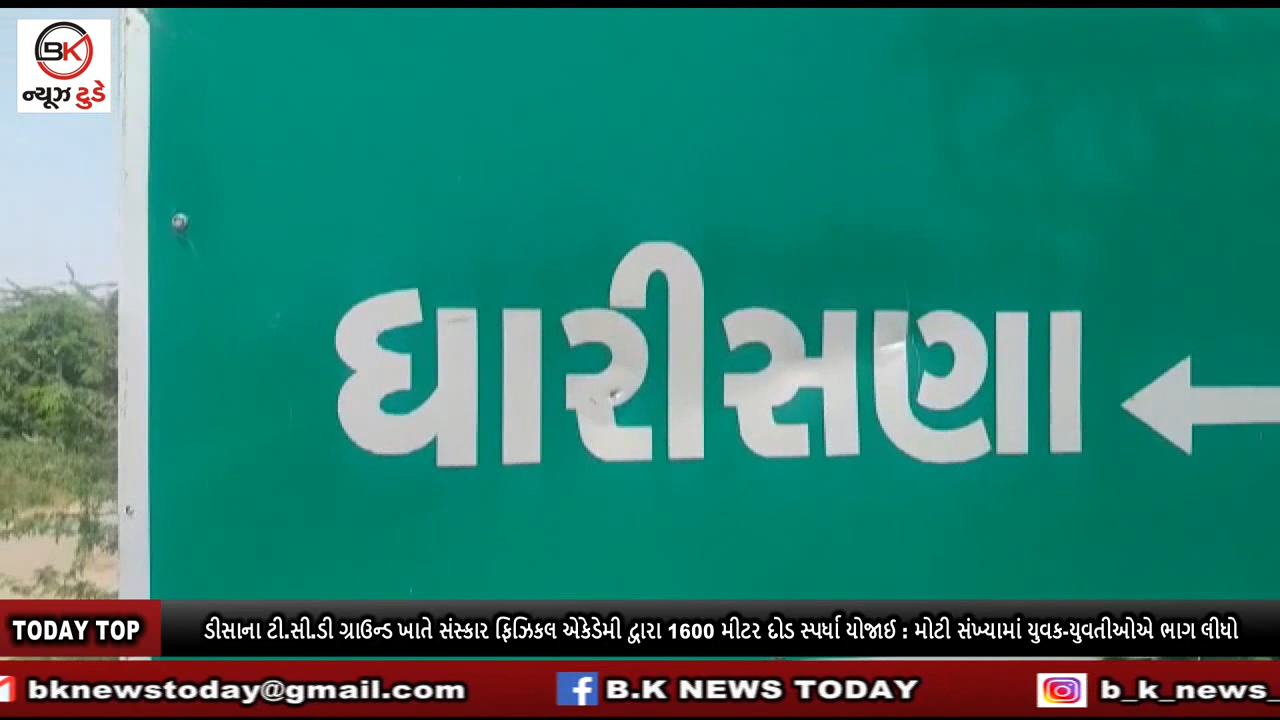 BK
ન્યૂઝ ટુડે
ધારીસણા
TODAY TOP
ડીસાના ટી.સી.ડી ગ્રાઉન્ડ ખાતે સંસ્કાર ફિઝિકલ એકેડેમી દ્વારા 1600 મીટર દોડ સ્પર્ધા યોજાઈ : મોટી સંખ્યામાં યુવક-યુવતીઓએ ભાગ લીધો
bknewstoday@gmail.com
B.K NEWS TODAY
b_k_news_